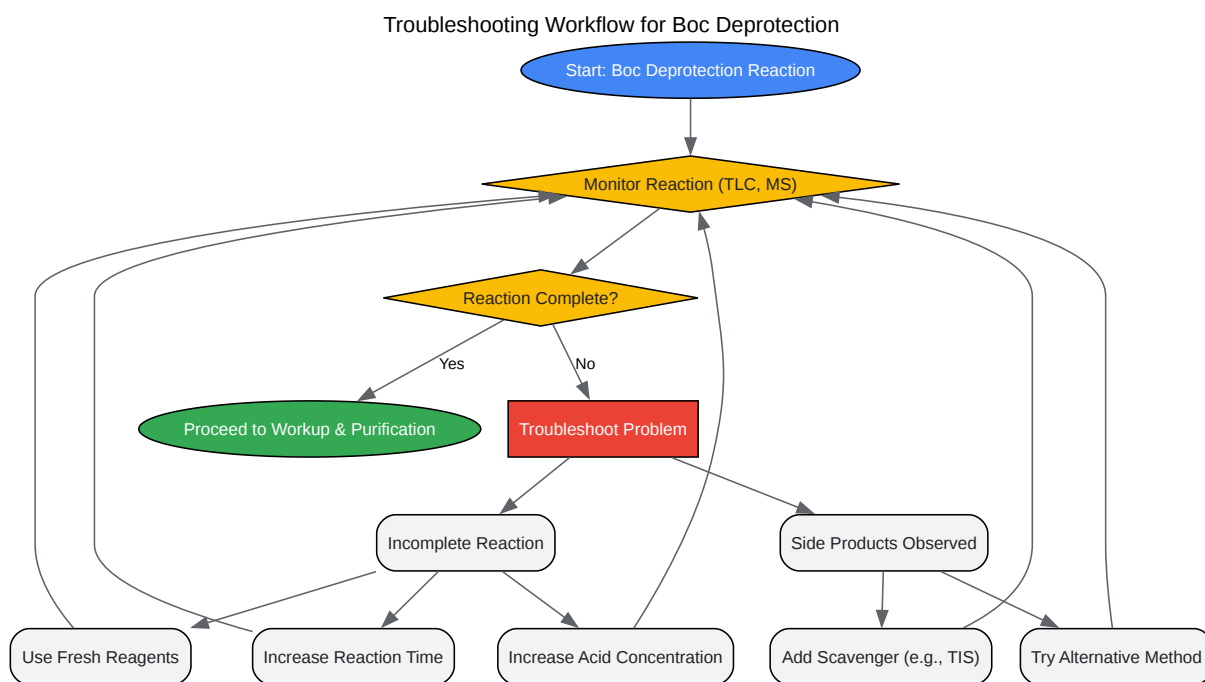 Troubleshooting Workflow for Boc Deprotection
Start: Boc Deprotection Reaction
Monitor Reaction (TLC, MS)
Reaction Complete?
Yes
No
Proceed to Workup & Purification
Troubleshoot Problem
Incomplete Reaction
Side Products Observed
Use Fresh Reagents
Increase Reaction Time
Increase Acid Concentration
Add Scavenger (e.g., TIS)
Try Alternative Method